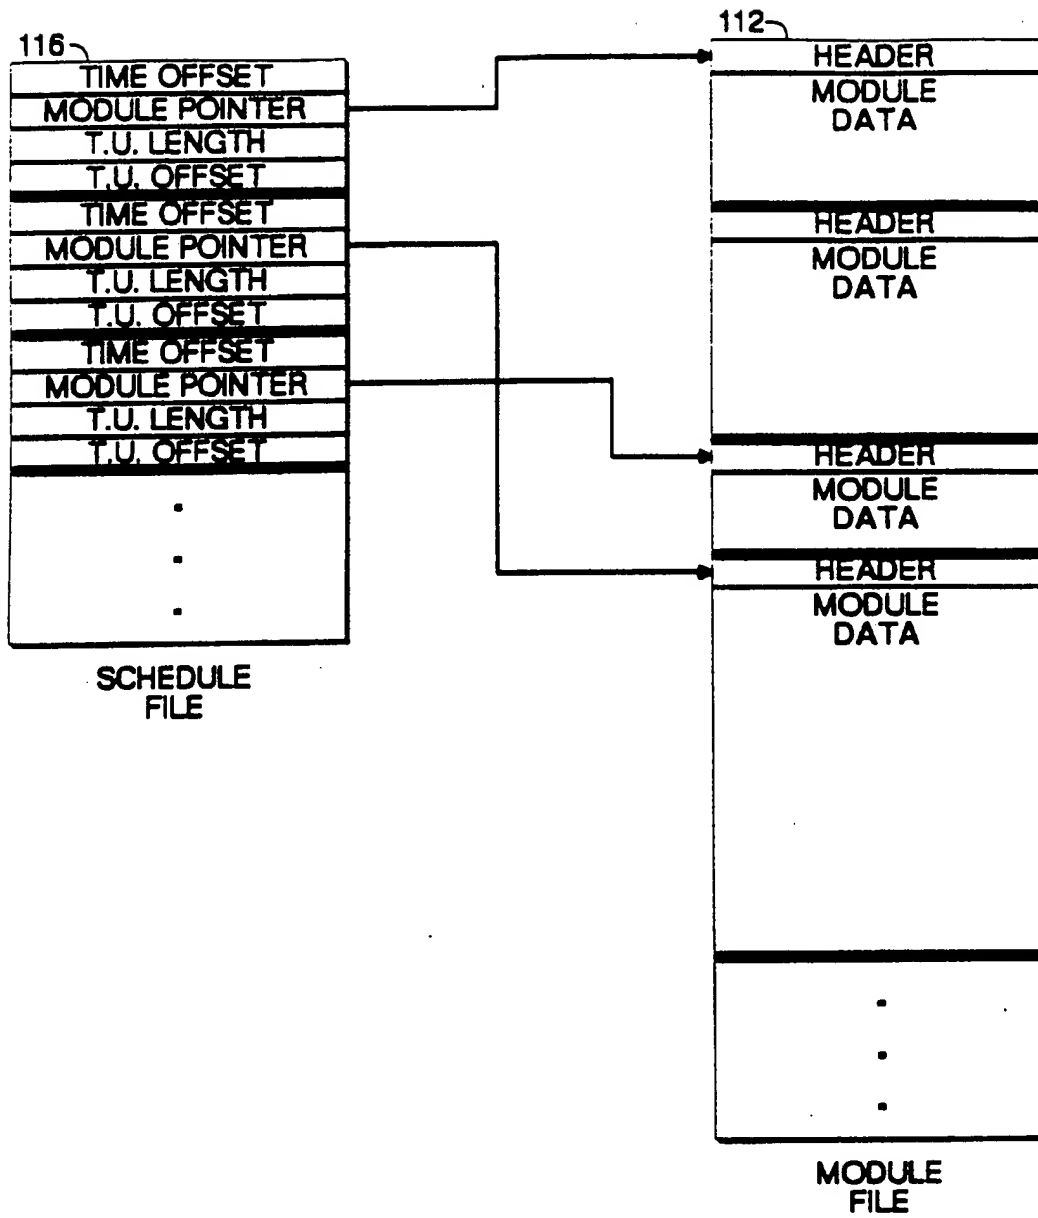 116
TIME OFFSET
MODULE POINTER
T.U. LENGTH
T.U. OFFSET
TIME OFFSET
MODULE POINTER
T.U. LENGTH
T.U. OFFSET
TIME OFFSET
MODULE POINTER
T.U. LENGTH
T.U. OFFSET
SCHEDULE
FILE
112
HEADER
MODULE
DATA
HEADER
MODULE
DATA
HEADER
MODULE
DATA
HEADER
MODULE
DATA
MODULE
FILE